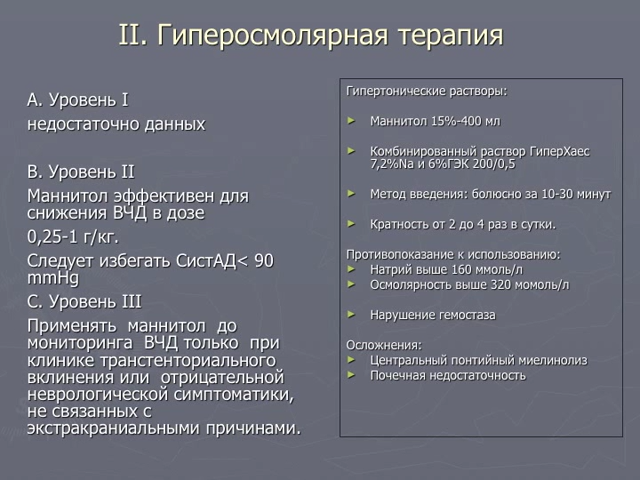 II. Гиперосмолярная терапия
А. Уровень I
недостаточно данных
В. Уровень II
Маннитол эффективен для
снижения ВЧД в дозе
0,25-1 г/кг.
Следует избегать СистАД< 90
mmHg
С. Уровень III
Применять маннитол до
мониторинга ВЧД только при
клинике транстенториального
вклинения или отрицательной
неврологической симптоматики,
не связанных с
экстракраниальными причинами.
Гипертонические растворы:
► Маннитол 15%-400 мл
► Комбинированный раствор ГиперХаес
7,2%Na и 6%ГЭК 200/0,5
► Метод введения: болюсно за 10-30 минут
► Кратность от 2 до 4 раз в сутки.
Противопоказание к использованию:
► Натрий выше 160 ммоль/л
► Осмолярность выше 320 момоль/л
► Нарушение гемостаза
Осложнения:
► Центральный понтийный миелинолиз
► Почечная недостаточность